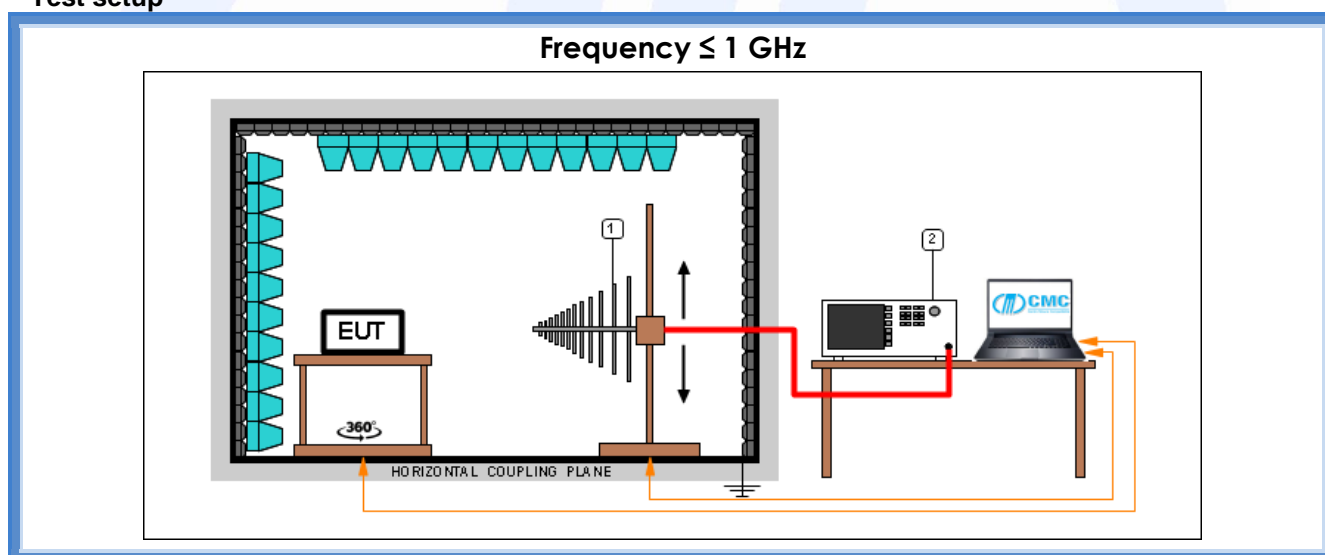 Test setup
Frequency ≤ 1 GHz
1
2
CMC
EUT
360°
HORIZONTAL COUPLING PLANE